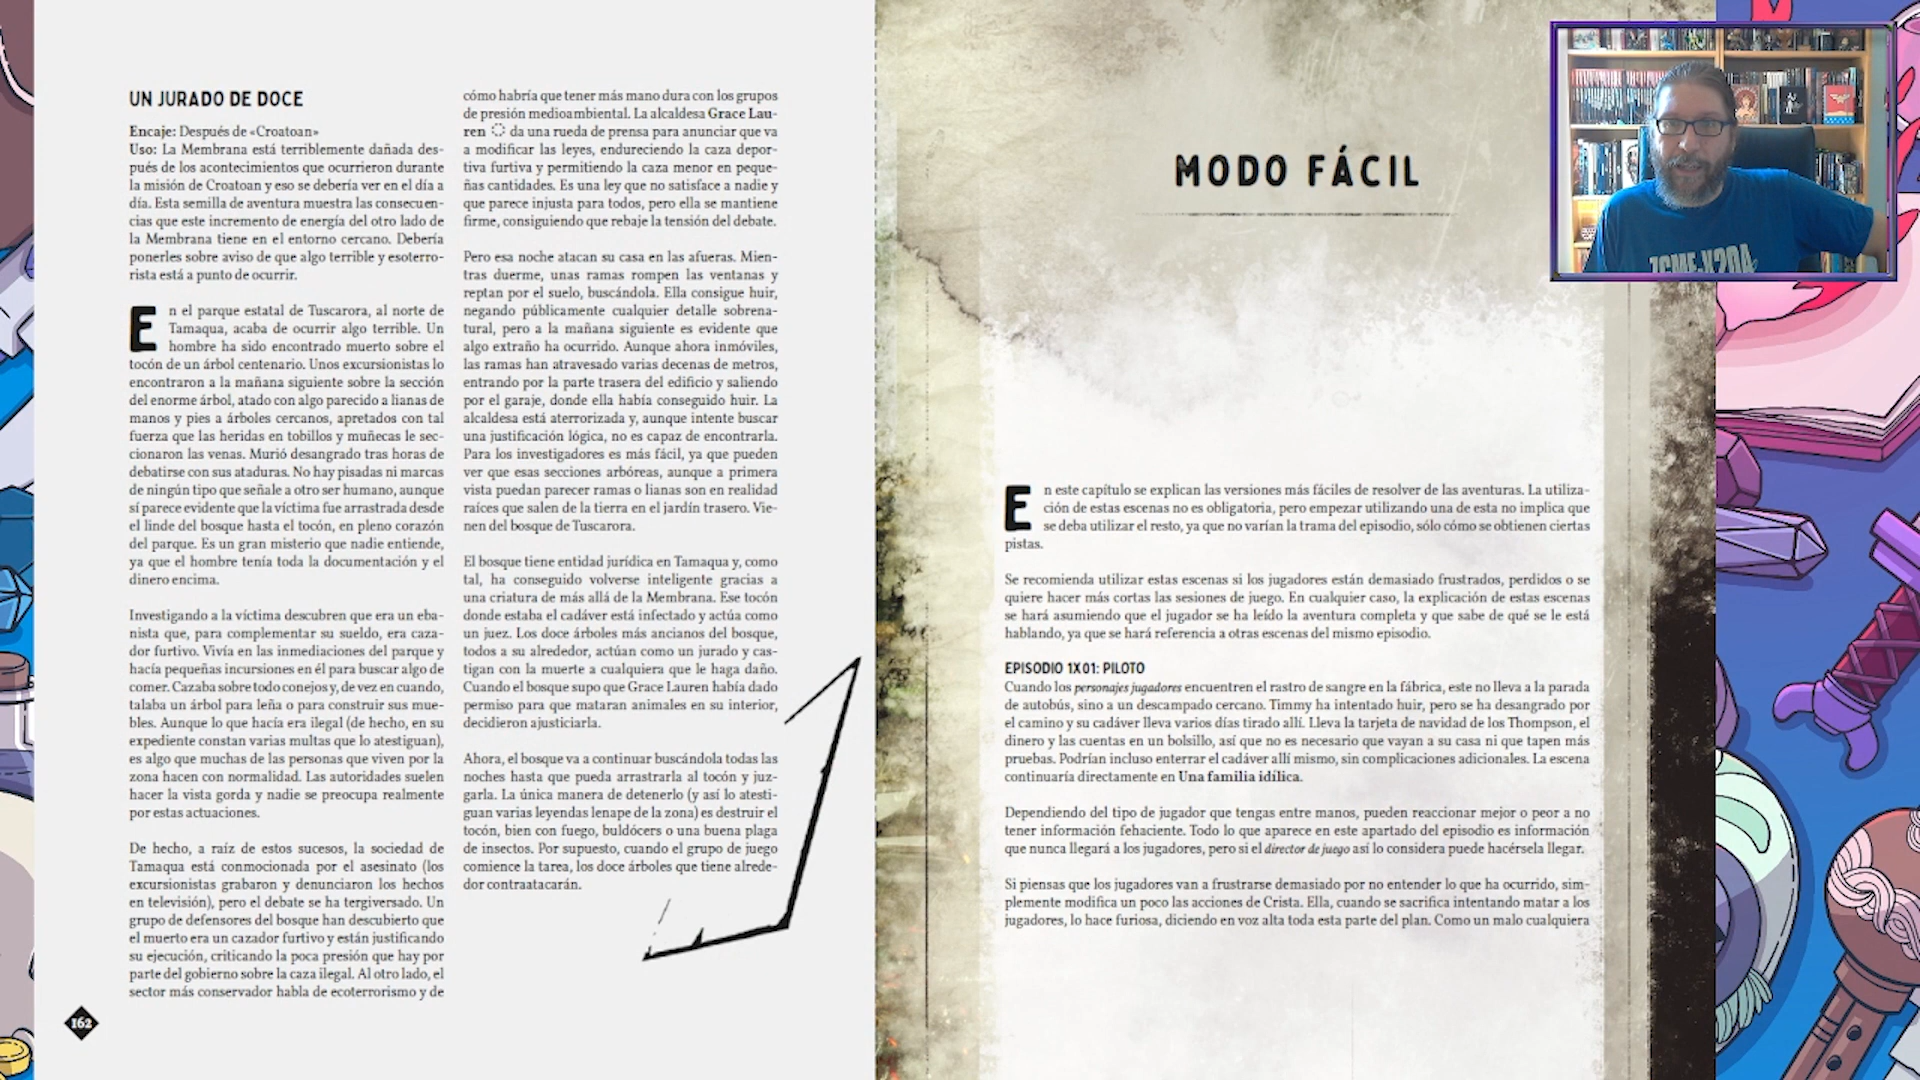 UN JURADO DE DOCE
Encaje: Después de «Croatoan»
Uso: La Membrana está terriblemente dañada des-
pués de los acontecimientos que ocurrieron durante
la misión de Croatoan y eso se debería ver en el día a
día. Esta semilla de aventura muestra las consecuen-
cias que este incremento de energía del otro lado de
la Membrana tiene en el entorno cercano. Debería
ponerles sobre aviso de que algo terrible y esoterro-
rista está a punto de ocurrir.
En el parque estatal de Tuscarora, al norte de
Tamaqua, acaba de ocurrir algo terrible. Un
hombre ha sido encontrado muerto sobre el
tocón de un árbol centenario. Unos excursionistas lo
encontraron a la mañana siguiente sobre la sección
del enorme árbol, atado con algo parecido a lianas de
manos y pies a árboles cercanos, apretados con tal
fuerza que las heridas en tobillos y muñecas le sec-
cionaron las venas. Murió desangrado tras horas de
debatirse con sus ataduras. No hay pisadas ni marcas
de ningún tipo que señale a otro ser humano, aunque
sí parece evidente que la víctima fue arrastrada desde
el linde del bosque hasta el tocón, en pleno corazón
del parque. Es un gran misterio que nadie entiende,
ya que el hombre tenía toda la documentación y el
dinero encima.
Investigando a la víctima descubren que era un eba-
nista que, para complementar su sueldo, era caza-
dor furtivo. Vivía en las inmediaciones del parque y
hacía pequeñas incursiones en él para buscar algo de
comer. Cazaba sobre todo conejos y, de vez en cuando,
talaba un árbol para leña o para construir sus mue-
bles. Aunque lo que hacía era ilegal (de hecho, en su
expediente constan varias multas que lo atestiguan),
es algo que muchas de las personas que viven por la
zona hacen con normalidad. Las autoridades suelen
hacer la vista gorda y nadie se preocupa realmente
por estas actuaciones.
De hecho, a raíz de estos sucesos, la sociedad de
Tamaqua está conmocionada por el asesinato (los
excursionistas grabaron y denunciaron los hechos
en televisión), pero el debate se ha tergiversado. Un
grupo de defensores del bosque han descubierto que
el muerto era un cazador furtivo y están justificando
su ejecución, criticando la poca presión que hay por
parte del gobierno sobre la caza ilegal. Al otro lado, el
sector más conservador habla de ecoterrorismo y de
162
cómo habría que tener más mano dura con los grupos
de presión medioambiental. La alcaldesa Grace Lau-
ren da una rueda de prensa para anunciar que va
a modificar las leyes, endureciendo la caza depor-
tiva furtiva y permitiendo la caza menor en peque-
ñas cantidades. Es una ley que no satisface a nadie y
que parece injusta para todos, pero ella se mantiene
firme, consiguiendo que rebaje la tensión del debate.
Pero esa noche atacan su casa en las afueras. Mien-
tras duerme, unas ramas rompen las ventanas y
reptan por el suelo, buscándola. Ella consigue huir,
negando públicamente cualquier detalle sobrena-
tural, pero a la mañana siguiente es evidente que
algo extraño ha ocurrido. Aunque ahora inmóviles,
las ramas han atravesado varias decenas de metros,
entrando por la parte trasera del edificio y saliendo
por el garaje, donde ella había conseguido huir. La
alcaldesa está aterrorizada y, aunque intente buscar
una justificación lógica, no es capaz de encontrarla.
Para los investigadores es más fácil, ya que pueden
ver que esas secciones arbóreas, aunque a primera
vista puedan parecer ramas o lianas son en realidad
raíces que salen de la tierra en el jardín trasero. Vie-
nen del bosque de Tuscarora.
El bosque tiene entidad jurídica en Tamaqua y, como
tal, ha conseguido volverse inteligente gracias a
una criatura de más allá de la Membrana. Ese tocón
donde estaba el cadáver está infectado y actúa como
un juez. Los doce árboles más ancianos del bosque,
todos a su alrededor, actúan como un jurado y cas-
tigan con la muerte a cualquiera que le haga daño.
Cuando el bosque supo que Grace Lauren había dado
permiso para que mataran animales en su interior,
decidieron ajusticiarla.
Ahora, el bosque va a continuar buscándola todas las
noches hasta que pueda arrastrarla al tocón y juz-
garla. La única manera de detenerlo (y así lo atesti-
guan varias leyendas lenape de la zona) es destruir el
tocón, bien con fuego, buldócers o una buena plaga
de insectos. Por supuesto, cuando el grupo de juego
comience la tarea, los doce árboles que tiene alrede-
dor contraatacarán.
MODO FÁCIL
En este capítulo se explican las versiones más fáciles de resolver de las aventuras. La utiliza-
ción de estas escenas no es obligatoria, pero empezar utilizando una de esta no implica que
se deba utilizar el resto, ya que no varían la trama del episodio, sólo cómo se obtienen ciertas
pistas.
Se recomienda utilizar estas escenas si los jugadores están demasiado frustrados, perdidos o se
quiere hacer más cortas las sesiones de juego. En cualquier caso, la explicación de estas escenas
se hará asumiendo que el jugador se ha leído la aventura completa y que sabe de qué se le está
hablando, ya que se hará referencia a otras escenas del mismo episodio.
EPISODIO 1X01: PILOTO
Cuando los personajes jugadores encuentren el rastro de sangre en la fábrica, este no lleva a la parada
de autobús, sino a un descampado cercano. Timmy ha intentado huir, pero se ha desangrado por
el camino y su cadáver lleva varios días tirado allí. Lleva la tarjeta de navidad de los Thompson, el
dinero y las cuentas en un bolsillo, así que no es necesario que vayan a su casa ni que tapen más
pruebas. Podrían incluso enterrar el cadáver allí mismo, sin complicaciones adicionales. La escena
continuaría directamente en Una familia idílica.
Dependiendo del tipo de jugador que tengas entre manos, pueden reaccionar mejor o peor a no
tener información fehaciente. Todo lo que aparece en este apartado del episodio es información
que nunca llegará a los jugadores, pero si el director de juego así lo considera puede hacérsela llegar.
Si piensas que los jugadores van a frustrarse demasiado por no entender lo que ha ocurrido, sim-
plemente modifica un poco las acciones de Crista. Ella, cuando se sacrifica intentando matar a los
jugadores, lo hace furiosa, diciendo en voz alta toda esta parte del plan. Como un malo cualquiera